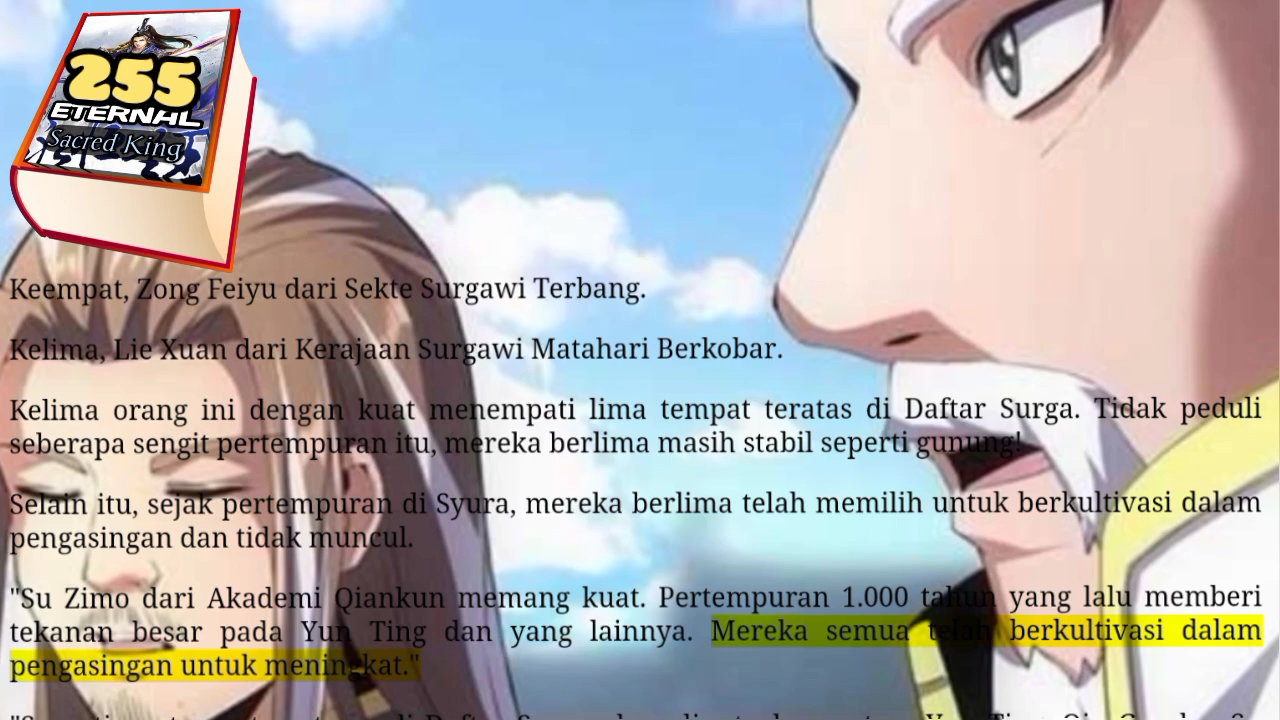 255
ETERNAL
Sacred King
Keempat, Zong Feiyu dari Sekte Surgawi Terbang.
Kelima, Lie Xuan dari Kerajaan Surgawi Matahari Berkobar.
Kelima orang ini dengan kuat menempati lima tempat teratas di Daftar Surga. Tidak peduli
seberapa sengit pertempuran itu, mereka berlima masih stabil seperti gunung!
Selain itu, sejak pertempuran di Syura, mereka berlima telah memilih untuk berkultivasi dalam
pengasingan dan tidak muncul.
"Su Zimo dari Akademi Qiankun memang kuat. Pertempuran 1.000 tahun yang lalu memberi
tekanan besar pada Yun Ting dan yang lainnya. Mereka semua telah berkultivasi dalam
pengasingan untuk meningkat."